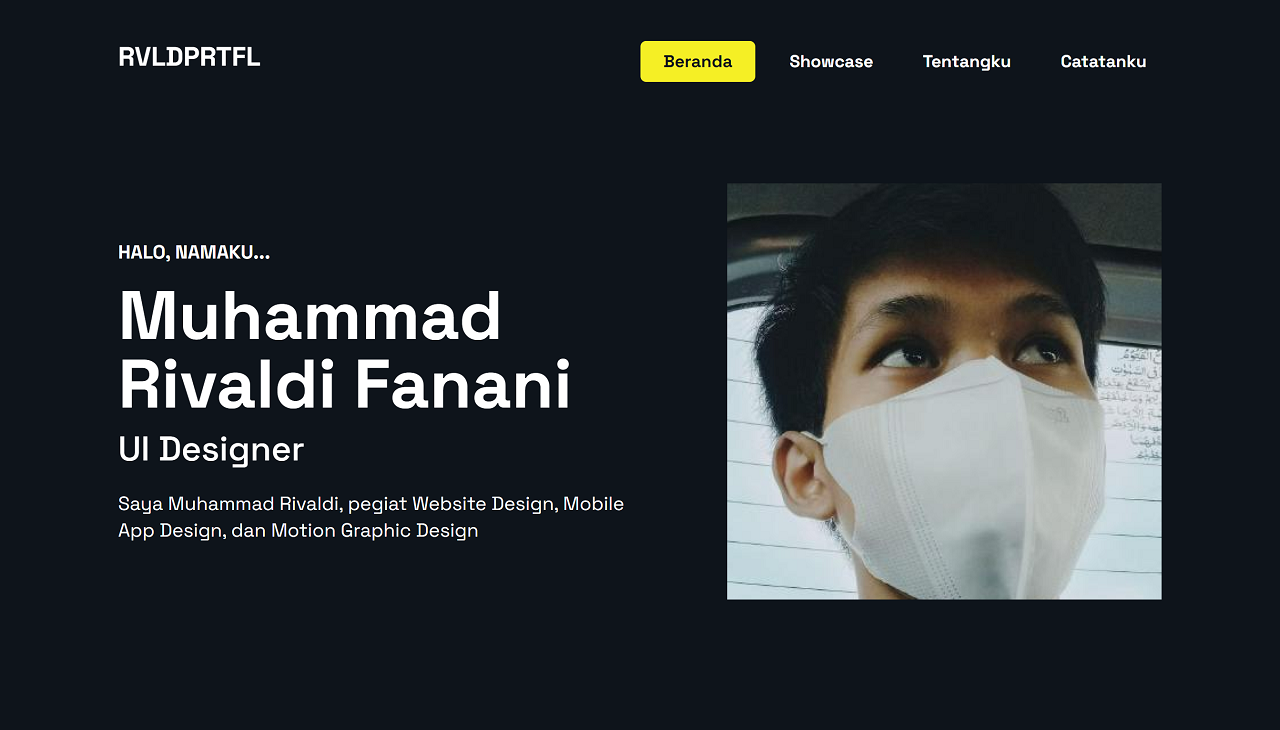 RVLDPRTFL
Beranda Showcase Tentangku Catatanku
HALO, NAMAKU...
Muhammad
Rivaldi Fanani
UI Designer
Saya Muhammad Rivaldi, pegiat Website Design, Mobile
App Design, dan Motion Graphic Design